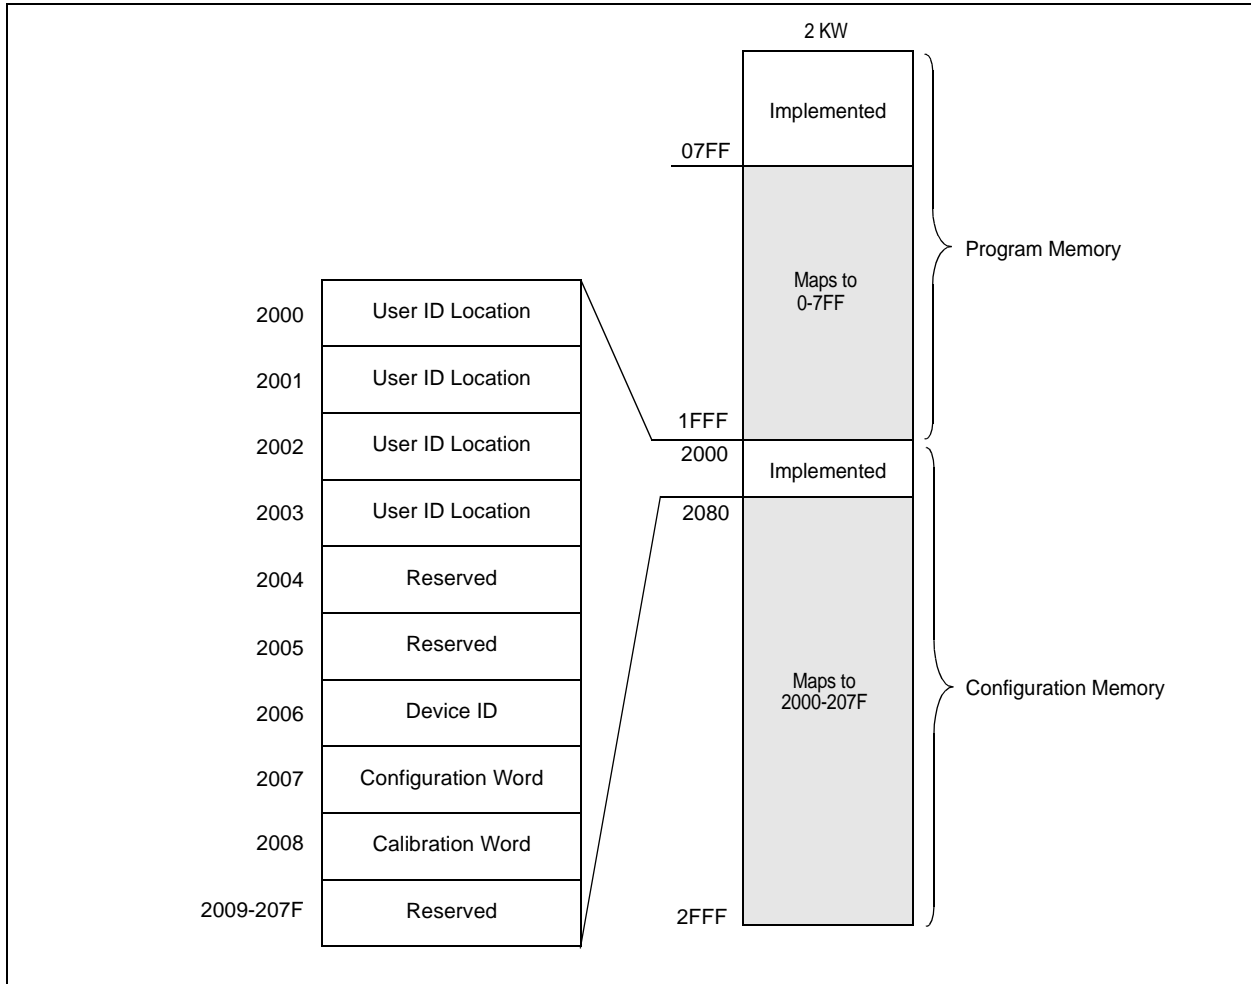 2 KW
Implemented
07FF
Maps to
0-7FF
Program Memory
1FFF
2000
Implemented
2080
Maps to
2000-207F
Configuration Memory
2FFF
2000 User ID Location
2001 User ID Location
2002 User ID Location
2003 User ID Location
2004 Reserved
2005 Reserved
2006 Device ID
2007 Configuration Word
2008 Calibration Word
2009-207F Reserved